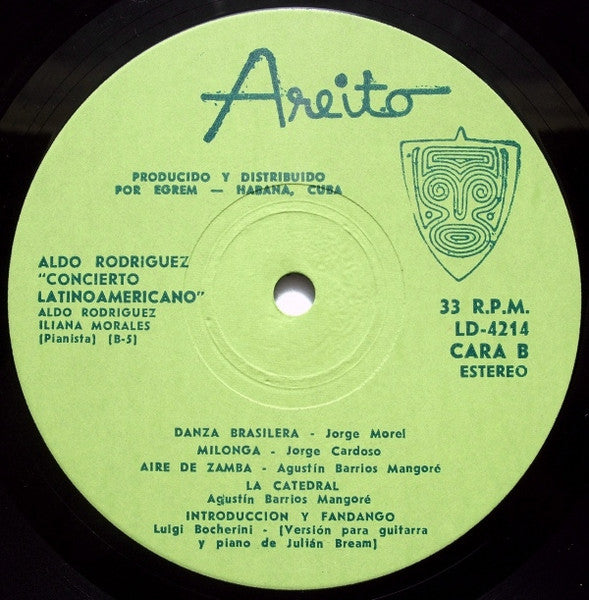 Areito
PRODUCIDO Y DISTRIBUIDO
POR EGREM — HABANA, CUBA
ALDO RODRIGUEZ
"CONCIERTO
LATINOAMERICANO"
ALDO RODRIGUEZ
ILIANA MORALES
(Pianista) (B-5)
33 R.P.M.
LD-4214
CARA B
ESTEREO
DANZA BRASILERA - Jorge Morel
MILONGA - Jorge Cardoso
AIRE DE ZAMBA - Agustín Barrios Mangoré
LA CATEDRAL
Agustín Barrios Mangoré
INTRODUCCION Y FANDANGO
Luigi Bocherini - (Versión para guitarra
y piano de Julián Bream)